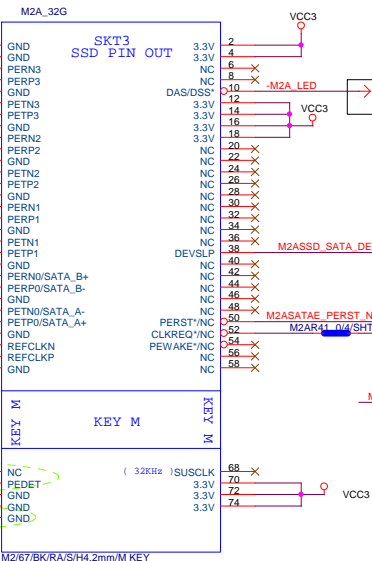 M2A_32G
VCC3
SKT3
SSD PIN OUT
GND 3.3V 2
GND 3.3V 4
PERN3 NC 6
PERP3 NC 8
GND DAS/DSS* 10 -M2A_LED
PETN3 3.3V 12
PETP3 3.3V 14 VCC3
GND 3.3V 16
PERN2 3.3V 18
PERP2 NC 20
GND NC 22
PETN2 NC 24
PETP2 NC 26
GND NC 28
PERN1 NC 30
PERP1 NC 32
GND NC 34
PETN1 NC 36
PETP1 DEVSLP 38 M2ASSD_SATA_DE
GND NC 40
PERN0/SATA_B+ NC 42
PERP0/SATA_B- NC 44
GND NC 46
PETN0/SATA_A- NC 48
PETP0/SATA_A+ PERST*/NC 50 M2ASATAE_PERST_N
GND CLKREQ*/NC 52 M2AR41 0/4/SHT
REFCLKN PEWAKE*/NC 54
REFCLKP NC 56
GND NC 58
KEY M KEY M KEY M
NC ( 32KHz ) SUSCLK 68
PEDET 3.3V 70
GND 3.3V 72 VCC3
GND 3.3V 74
GND
M2/67/BK/RA/S/H4.2mm/M KEY